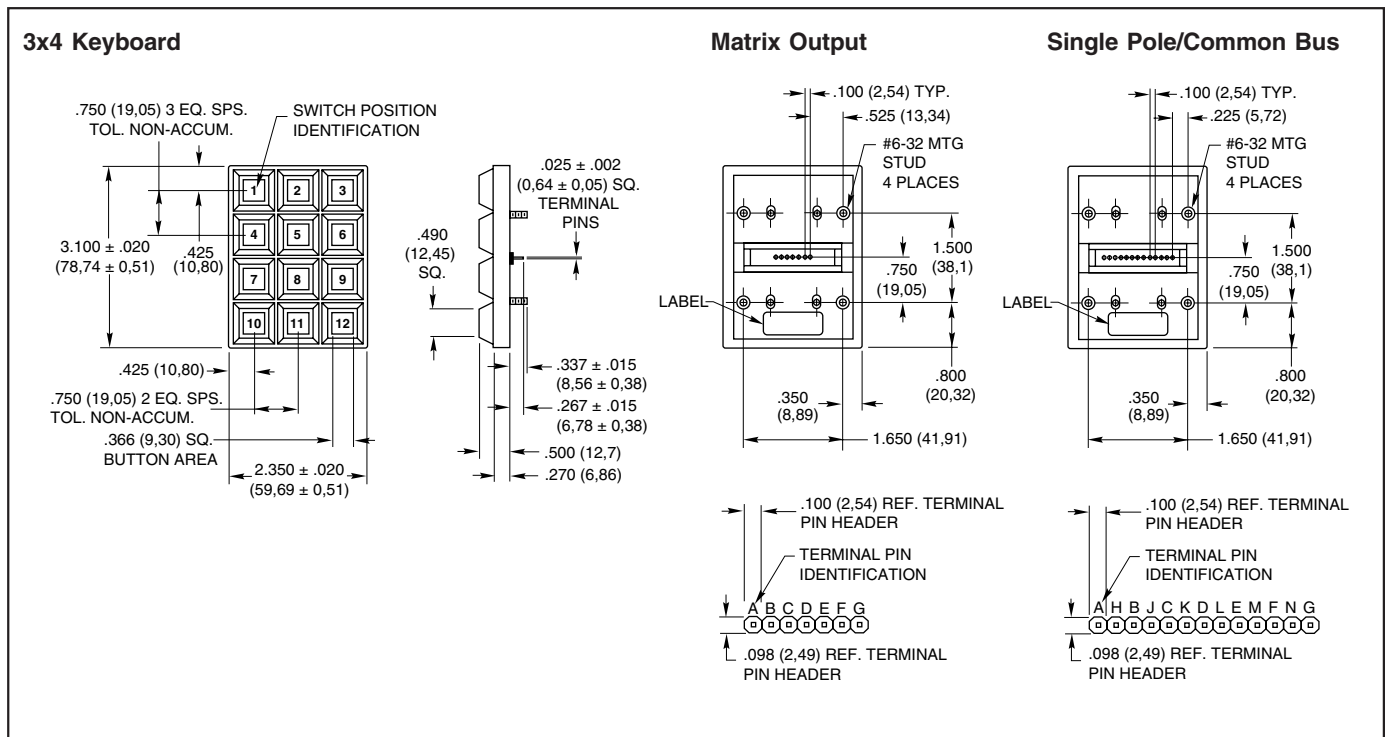 3x4 Keyboard
.750 (19,05) 3 EQ. SPS.
TOL. NON-ACCUM.
SWITCH POSITION
IDENTIFICATION
1
2
3
4
5
6
7
8
9
10
11
12
3.100 ± .020
(78,74 ± 0,51)
.425
(10,80)
.425 (10,80)
.750 (19,05) 2 EQ. SPS.
TOL. NON-ACCUM.
.366 (9,30) SQ.
BUTTON AREA
2.350 ± .020
(59,69 ± 0,51)
.025 ± .002
(0,64 ± 0,05) SQ.
TERMINAL
PINS
.490
(12,45)
SQ.
.337 ± .015
(8,56 ± 0,38)
.267 ± .015
(6,78 ± 0,38)
.500 (12,7)
.270 (6,86)
Matrix Output
.100 (2,54) TYP.
.525 (13,34)
#6-32 MTG
STUD
4 PLACES
1.500
(38,1)
.750
(19,05)
LABEL
.800
(20,32)
.350
(8,89)
1.650 (41,91)
.100 (2,54) REF. TERMINAL
PIN HEADER
TERMINAL PIN
IDENTIFICATION
A B C D E F G
.098 (2,49) REF. TERMINAL
PIN HEADER
Single Pole/Common Bus
.100 (2,54) TYP.
.225 (5,72)
#6-32 MTG
STUD
4 PLACES
1.500
(38,1)
.750
(19,05)
LABEL
.800
(20,32)
.350
(8,89)
1.650 (41,91)
.100 (2,54) REF. TERMINAL
PIN HEADER
TERMINAL PIN
IDENTIFICATION
A H B J C K D L E M F N G
.098 (2,49) REF. TERMINAL
PIN HEADER